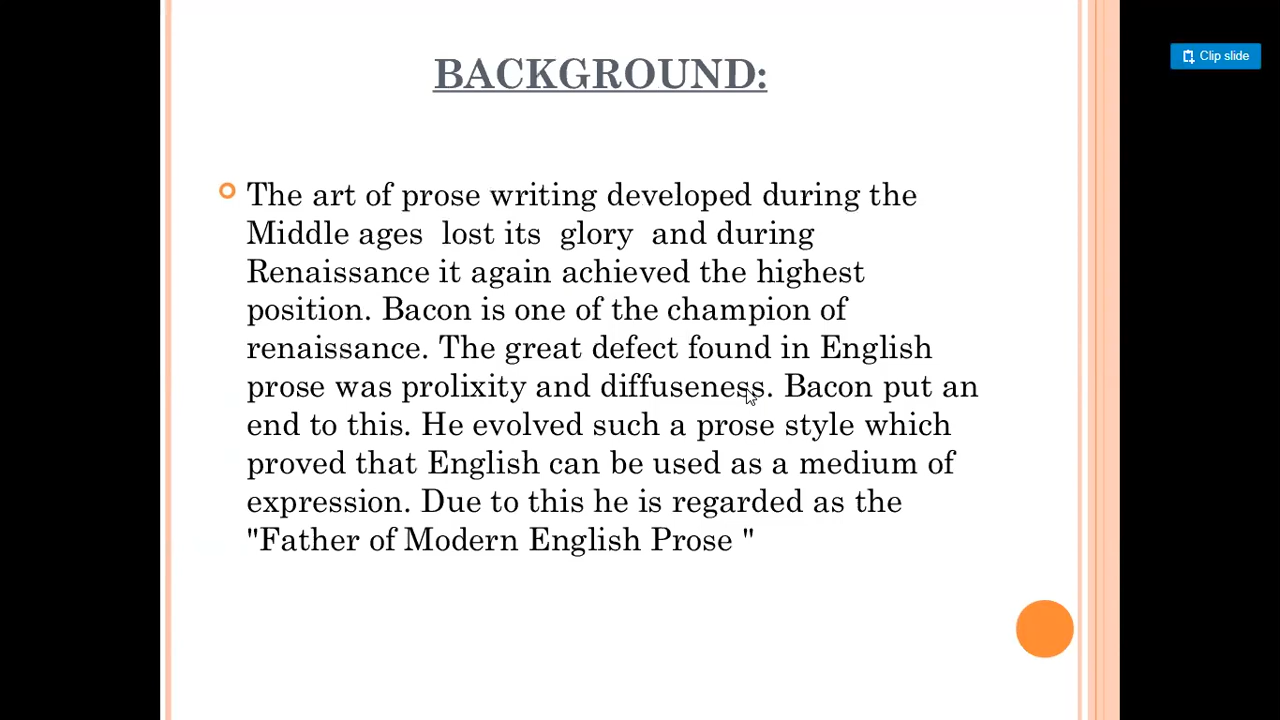 BACKGROUND:
Clip slide
The art of prose writing developed during the
Middle ages lost its glory and during
Renaissance it again achieved the highest
position. Bacon is one of the champion of
renaissance. The great defect found in English
prose was prolixity and diffuseness. Bacon put an
end to this. He evolved such a prose style which
proved that English can be used as a medium of
expression. Due to this he is regarded as the
"Father of Modern English Prose "